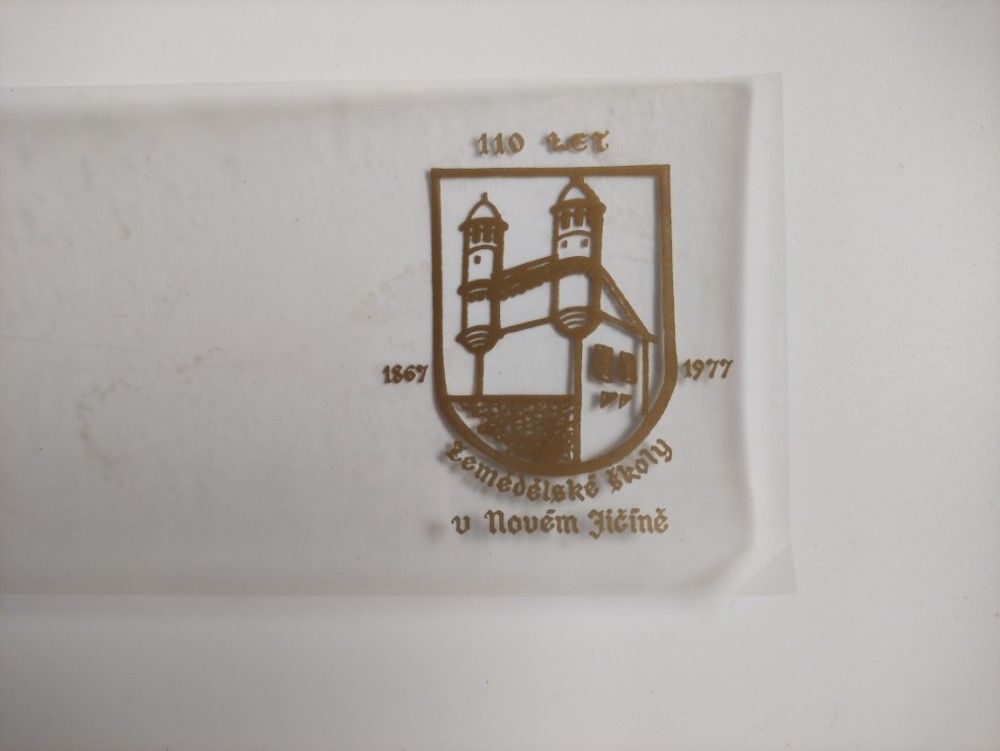 110 LET
1867 1977
Zemědělské školy
v Novém Jičíně